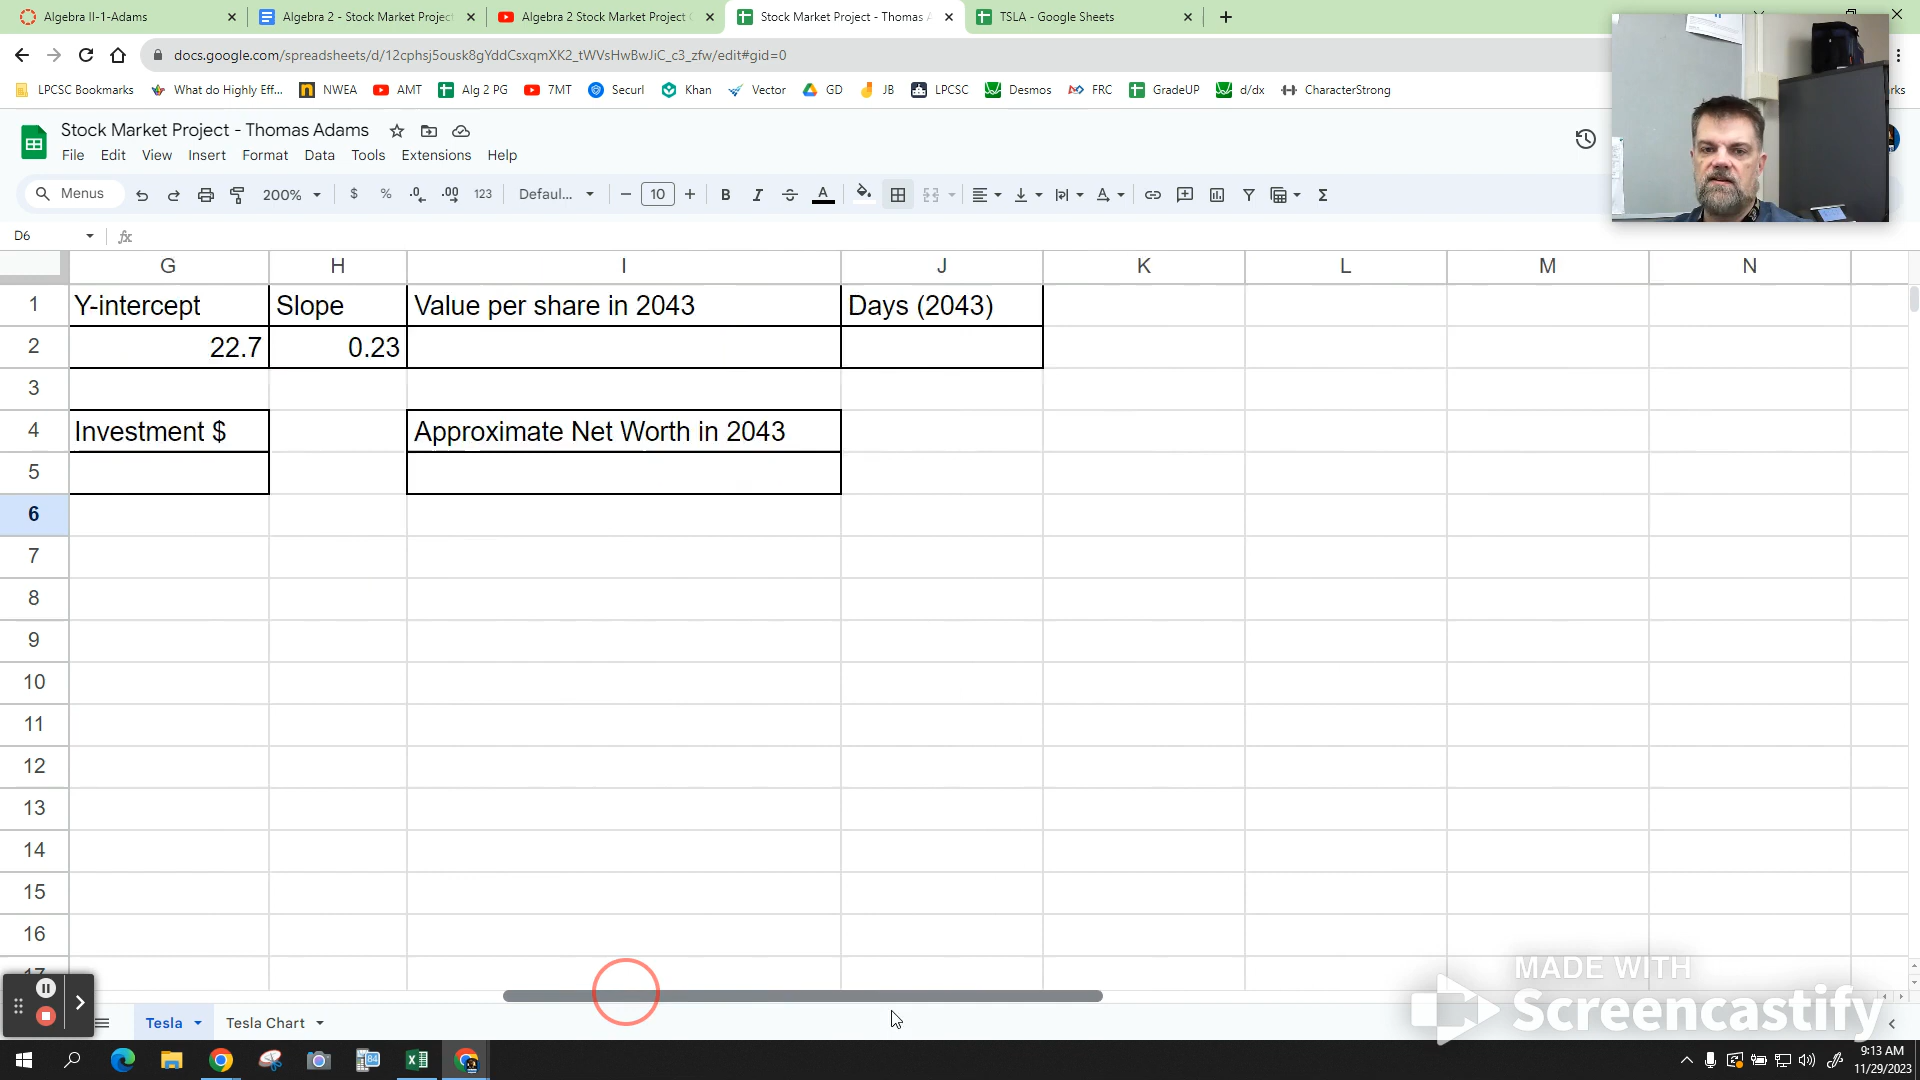 Algebra II-1-Adams
Algebra 2 - Stock Market Projec
Algebra 2 Stock Market Project
Stock Market Project - Thomas A
TSLA - Google Sheets
docs.google.com/spreadsheets/d/12cphsj5ousk8gYddCsxqmXK2_tWVsHwBwJiC_c3_zfw/edit#gid=0
LPCSC Bookmarks
What do Highly Eff...
NWEA
AMT
Alg 2 PG
7MT
Securl
Khan
Vector
GD
JB
LPCSC
Desmos
FRC
GradeUP
d/dx
CharacterStrong
rks
Stock Market Project - Thomas Adams
File Edit View Insert Format Data Tools Extensions Help
Menus
200%
$
%
.0
.00
123
Defaul...
10
B
I
A
Σ
D6
fx
G H I J K L M N
1 Y-intercept Slope Value per share in 2043 Days (2043)
2 22.7 0.23
3
4 Investment $ Approximate Net Worth in 2043
5
6
7
8
9
10
11
12
13
14
15
16
17
MADE WITH
Screencastify
Tesla
Tesla Chart
84
9:13 AM
11/29/2023